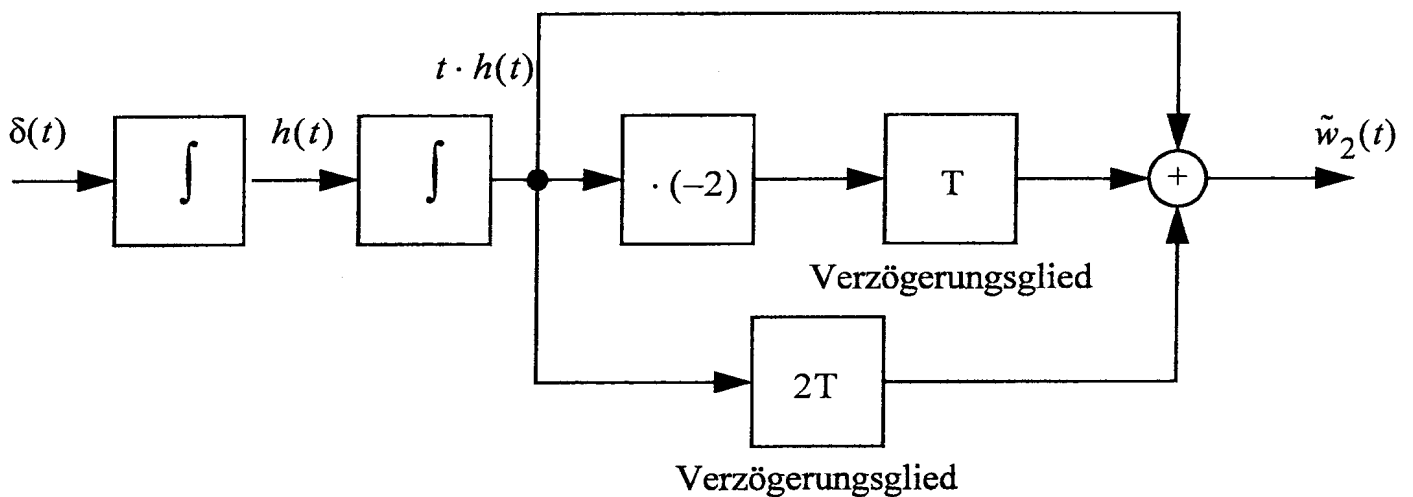 t · h(t)
δ(t)
∫
h(t)
∫
· (−2)
T
+
w̃₂(t)
Verzögerungsglied
2T
Verzögerungsglied